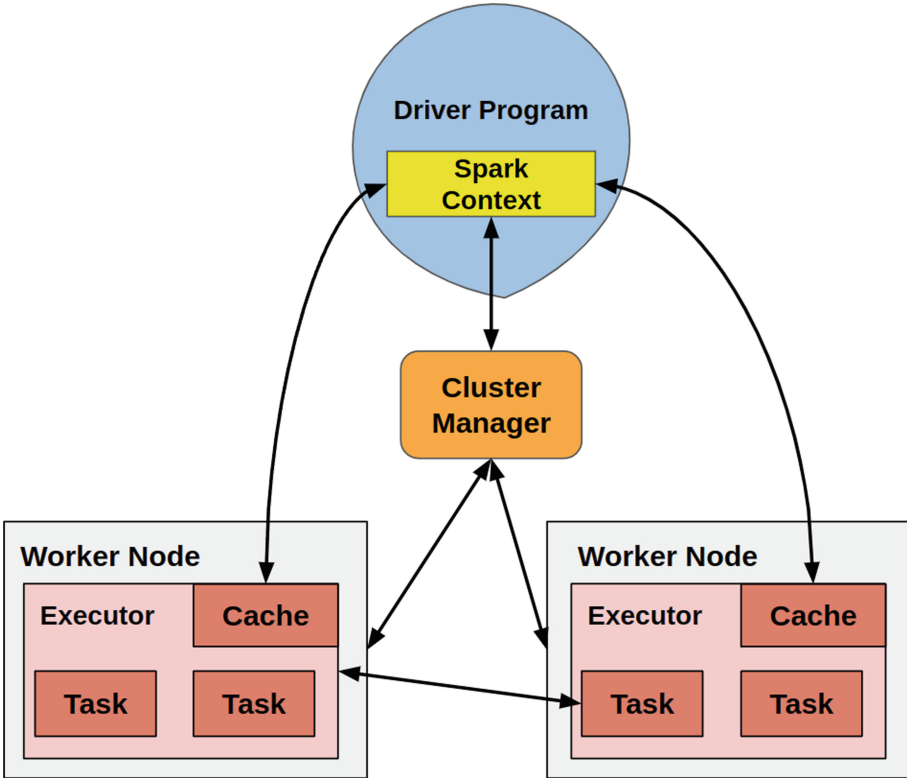 Driver Program
Spark
Context
Cluster
Manager
Worker Node
Executor
Cache
Task
Task
Worker Node
Executor
Cache
Task
Task